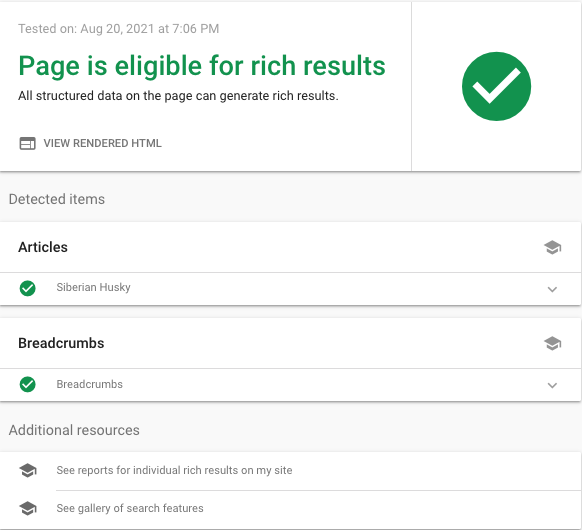 Tested on: Aug 20, 2021 at 7:06 PM
Page is eligible for rich results
All structured data on the page can generate rich results.
VIEW RENDERED HTML
Detected items
Articles
Siberian Husky
Breadcrumbs
Breadcrumbs
Additional resources
See reports for individual rich results on my site
See gallery of search features